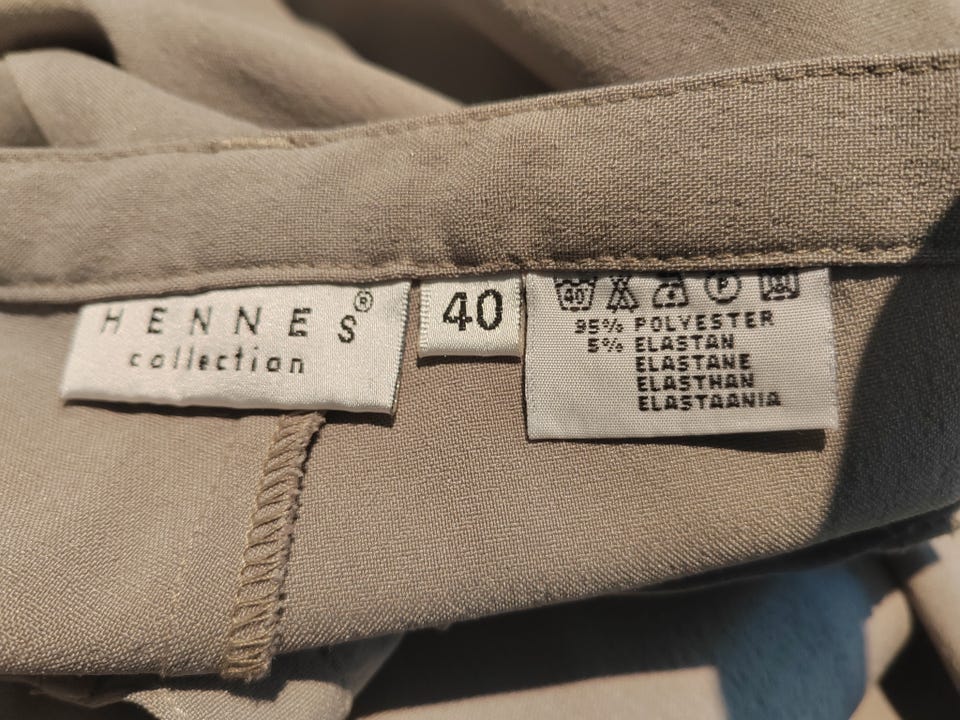 HENNES®
collection
40
40 P
95% POLYESTER
5% ELASTAN
ELASTANE
ELASTHAN
ELASTAANIA